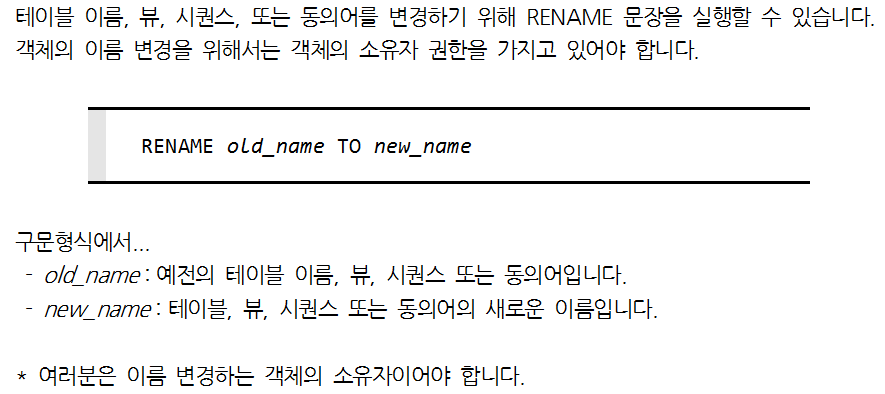 테이블 이름, 뷰, 시퀀스, 또는 동의어를 변경하기 위해 RENAME 문장을 실행할 수 있습니다.
객체의 이름 변경을 위해서는 객체의 소유자 권한을 가지고 있어야 합니다.
RENAME old_name TO new_name
구문형식에서...
- old_name : 예전의 테이블 이름, 뷰, 시퀀스 또는 동의어입니다.
- new_name : 테이블, 뷰, 시퀀스 또는 동의어의 새로운 이름입니다.
* 여러분은 이름 변경하는 객체의 소유자이어야 합니다.